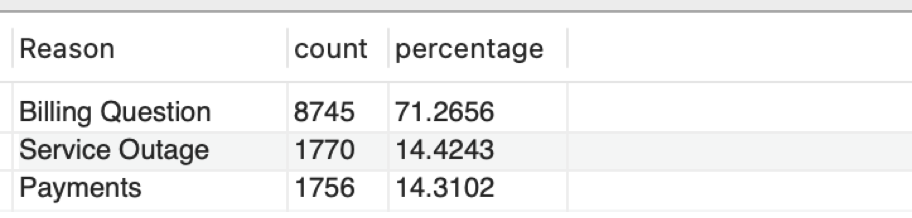 Reason count percentage
Billing Question 8745 71.2656
Service Outage 1770 14.4243
Payments 1756 14.3102